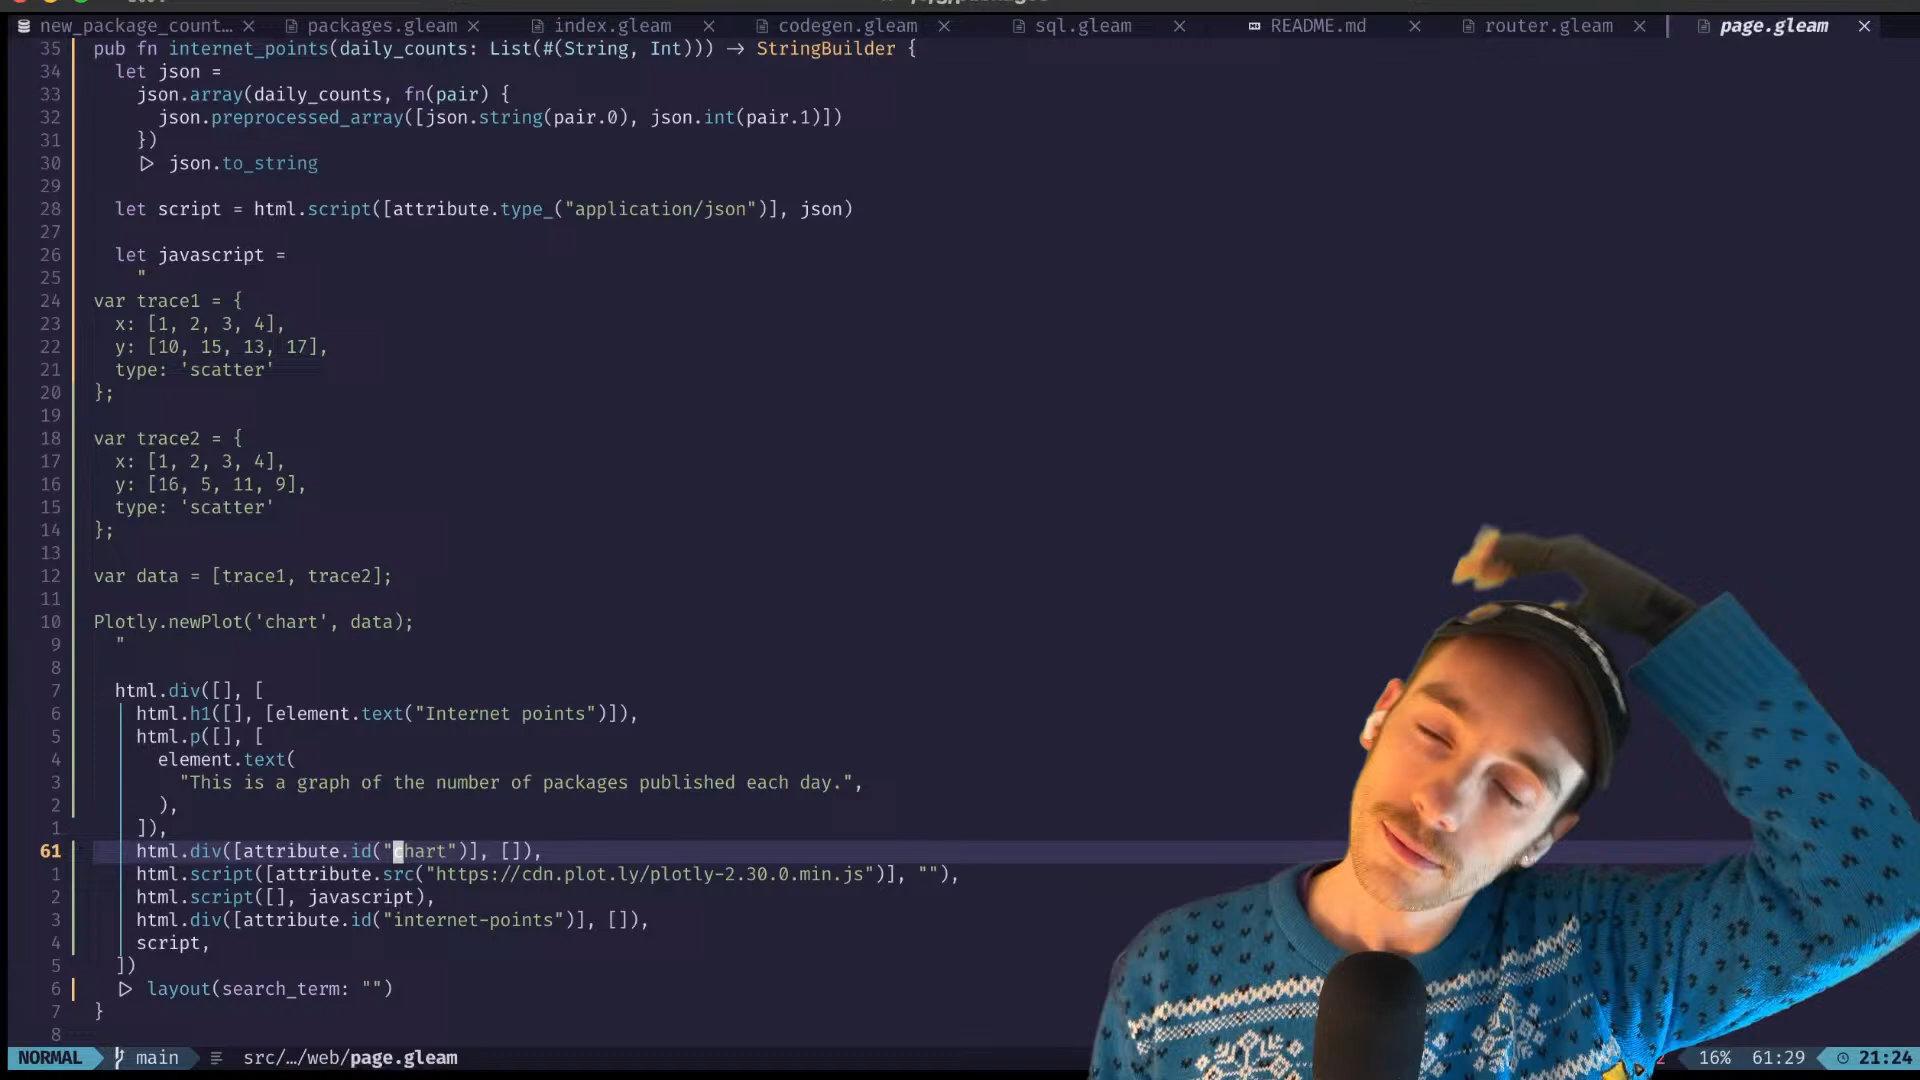 new_package_count…
packages.gleam
index.gleam
codegen.gleam
sql.gleam
README.md
router.gleam
page.gleam
35 pub fn internet_points(daily_counts: List(#(String, Int))) -> StringBuilder {
34 let json =
33 json.array(daily_counts, fn(pair) {
32 json.preprocessed_array([json.string(pair.0), json.int(pair.1)])
31 })
30 |> json.to_string
29
28 let script = html.script([attribute.type_("application/json")], json)
27
26 let javascript =
25 "
24 var trace1 = {
23 x: [1, 2, 3, 4],
22 y: [10, 15, 13, 17],
21 type: 'scatter'
20 };
19
18 var trace2 = {
17 x: [1, 2, 3, 4],
16 y: [16, 5, 11, 9],
15 type: 'scatter'
14 };
13
12 var data = [trace1, trace2];
11
10 Plotly.newPlot('chart', data);
9 "
8
7 html.div([], [
6 html.h1([], [element.text("Internet points")]),
5 html.p([], [
4 element.text(
3 "This is a graph of the number of packages published each day.",
2 ),
1 ]),
61 html.div([attribute.id("chart")], []),
1 html.script([attribute.src("https://cdn.plot.ly/plotly-2.30.0.min.js")], ""),
2 html.script([], javascript),
3 html.div([attribute.id("internet-points")], []),
4 script,
5 ])
6 |> layout(search_term: "")
7 }
8
NORMAL main src/…/web/page.gleam 16% 61:29 21:24